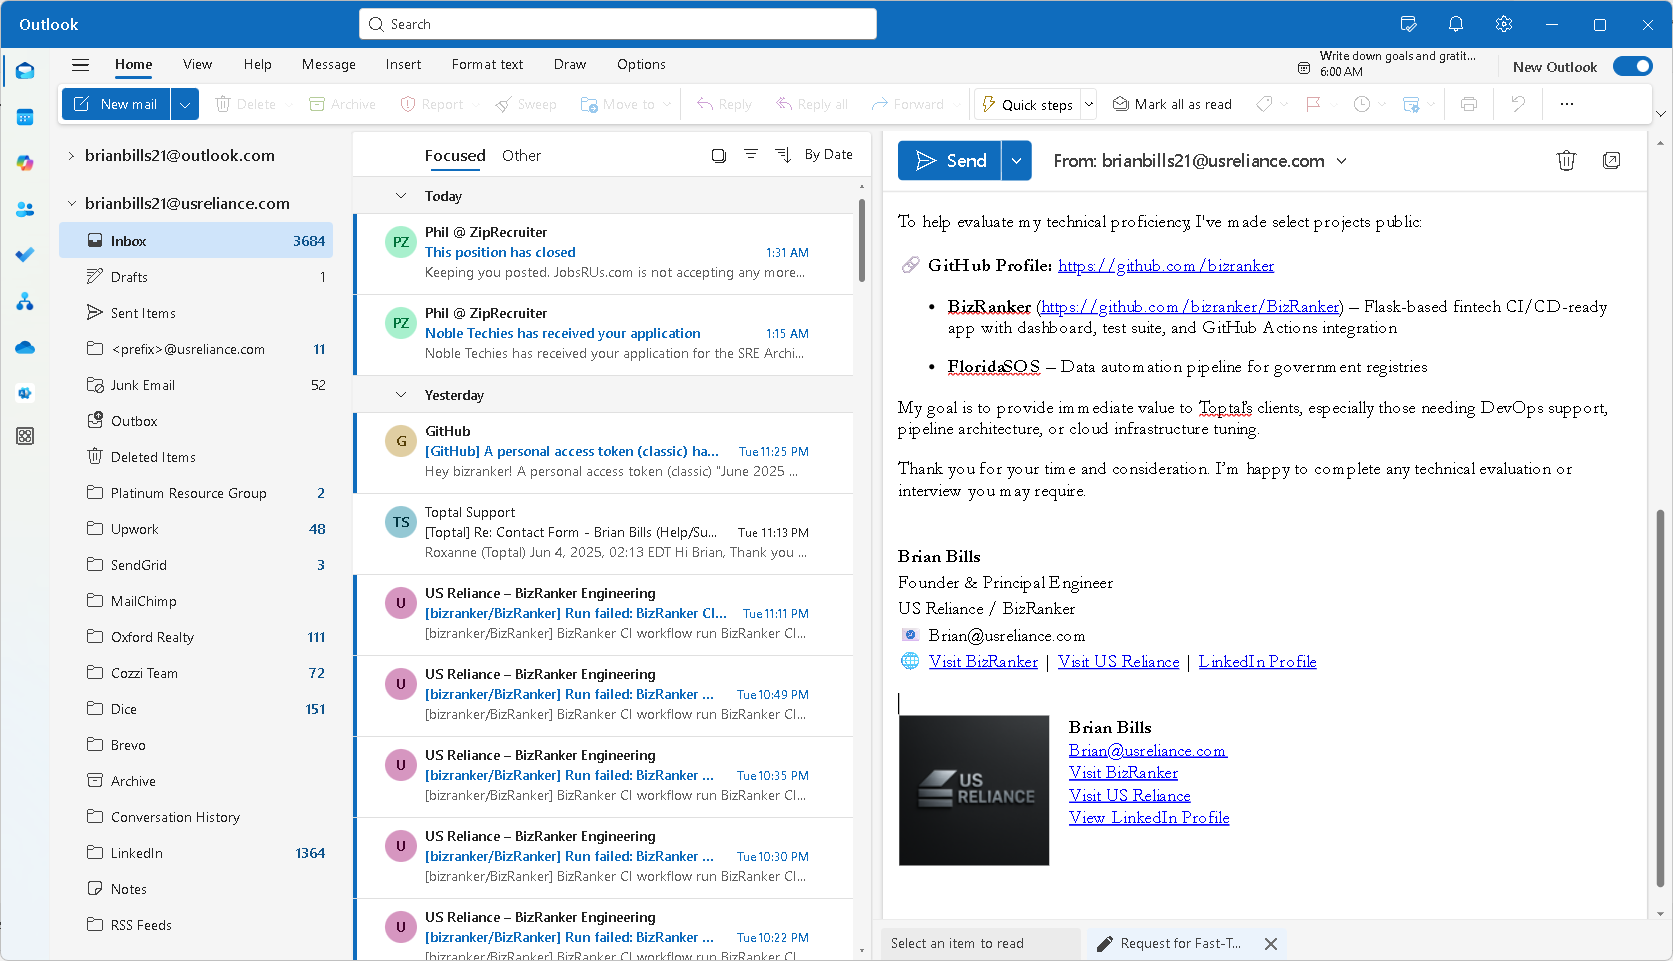 Outlook
Search
Home
View
Help
Message
Insert
Format text
Draw
Options
Write down goals and gratit...
6:00 AM
New Outlook
New mail
Delete
Archive
Report
Sweep
Move to
Reply
Reply all
Forward
Quick steps
Mark all as read
brianbills21@outlook.com
brianbills21@usreliance.com
Inbox 3684
Drafts 1
Sent Items
<prefix>@usreliance.com 11
Junk Email 52
Outbox
Deleted Items
Platinum Resource Group 2
Upwork 48
SendGrid 3
MailChimp
Oxford Realty 111
Cozzi Team 72
Dice 151
Brevo
Archive
Conversation History
LinkedIn 1364
Notes
RSS Feeds
Focused
Other
By Date
Today
PZ
Phil @ ZipRecruiter
This position has closed 1:31 AM
Keeping you posted. JobsRUs.com is not accepting any more...
PZ
Phil @ ZipRecruiter
Noble Techies has received your application 1:15 AM
Noble Techies has received your application for the SRE Archi...
Yesterday
G
GitHub
[GitHub] A personal access token (classic) ha... Tue 11:25 PM
Hey bizranker! A personal access token (classic) "June 2025 ...
TS
Toptal Support
[Toptal] Re: Contact Form - Brian Bills (Help/Su... Tue 11:13 PM
Roxanne (Toptal) Jun 4, 2025, 02:13 EDT Hi Brian, Thank you ...
U
US Reliance – BizRanker Engineering
[bizranker/BizRanker] Run failed: BizRanker CI... Tue 11:11 PM
[bizranker/BizRanker] BizRanker CI workflow run BizRanker CI...
U
US Reliance – BizRanker Engineering
[bizranker/BizRanker] Run failed: BizRanker ... Tue 10:49 PM
[bizranker/BizRanker] BizRanker CI workflow run BizRanker CI...
U
US Reliance – BizRanker Engineering
[bizranker/BizRanker] Run failed: BizRanker ... Tue 10:35 PM
[bizranker/BizRanker] BizRanker CI workflow run BizRanker CI...
U
US Reliance – BizRanker Engineering
[bizranker/BizRanker] Run failed: BizRanker ... Tue 10:30 PM
[bizranker/BizRanker] BizRanker CI workflow run BizRanker CI...
U
US Reliance – BizRanker Engineering
[bizranker/BizRanker] Run failed: BizRanker ... Tue 10:22 PM
[bizranker/BizRanker] BizRanker CI workflow run BizRanker CI...
Send
From: brianbills21@usreliance.com
To help evaluate my technical proficiency, I've made select projects public:
GitHub Profile: https://github.com/bizranker
• BizRanker (https://github.com/bizranker/BizRanker) – Flask-based fintech CI/CD-ready
app with dashboard, test suite, and GitHub Actions integration
• FloridaSOS – Data automation pipeline for government registries
My goal is to provide immediate value to Toptal's clients, especially those needing DevOps support,
pipeline architecture, or cloud infrastructure tuning.
Thank you for your time and consideration. I'm happy to complete any technical evaluation or
interview you may require.
Brian Bills
Founder & Principal Engineer
US Reliance / BizRanker
Brian@usreliance.com
Visit BizRanker | Visit US Reliance | LinkedIn Profile
US
RELIANCE
Brian Bills
Brian@usreliance.com
Visit BizRanker
Visit US Reliance
View LinkedIn Profile
Select an item to read
Request for Fast-T...